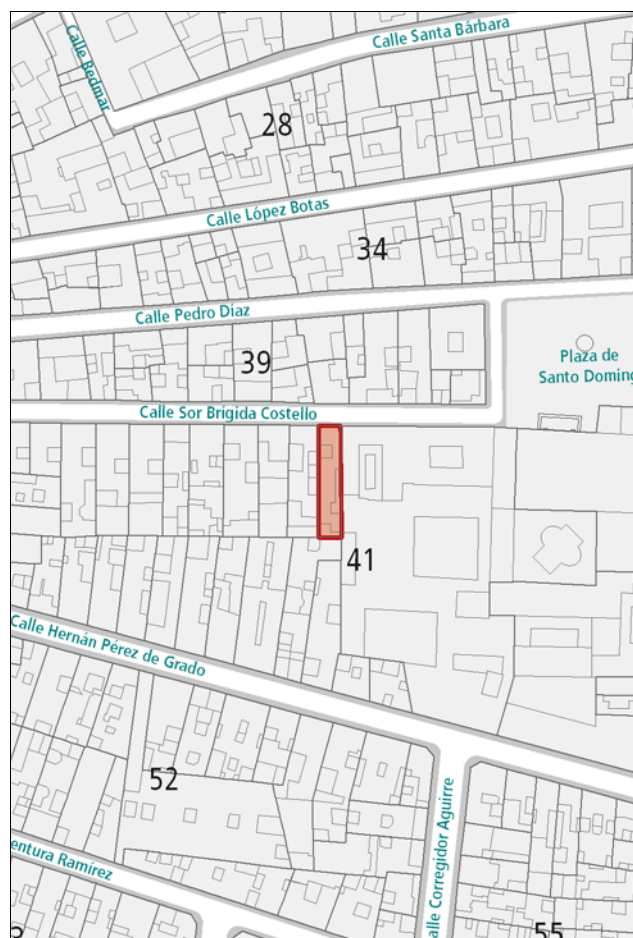 Calle Santa Bárbara
Calle Bedmar
28
Calle López Botas
34
Calle Pedro Díaz
39
Plaza de
Santo Doming
Calle Sor Brígida Costello
41
Calle Hernán Pérez de Grado
52
entura Ramírez
alle Corregidor Aguirre
55